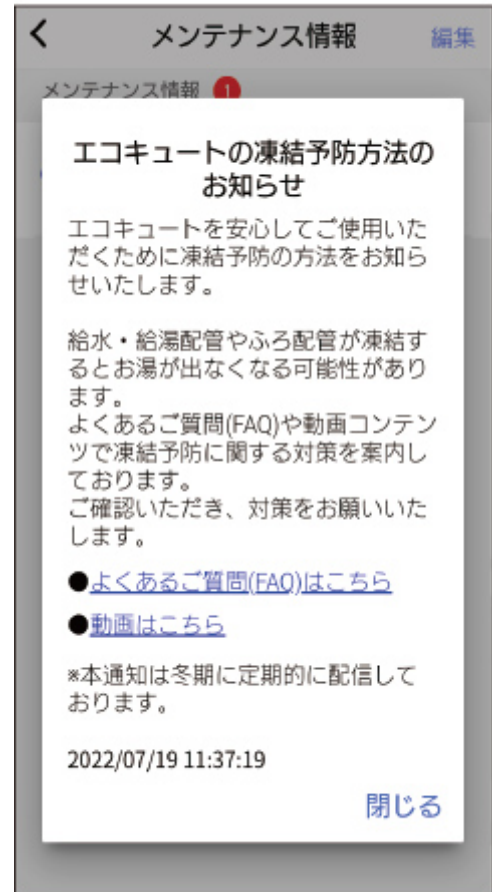 メンテナンス情報
編集
メンテナンス情報 1
エコキュートの凍結予防方法の
お知らせ
エコキュートを安心してご使用いた
だくために凍結予防の方法をお知ら
せいたします。
給水・給湯配管やふろ配管が凍結す
るとお湯が出なくなる可能性があり
ます。
よくあるご質問(FAQ)や動画コンテン
ツで凍結予防に関する対策を案内し
ております。
ご確認いただき、対策をお願いいた
します。
●よくあるご質問(FAQ)はこちら
●動画はこちら
*本通知は冬期に定期的に配信して
おります。
2022/07/19 11:37:19
閉じる